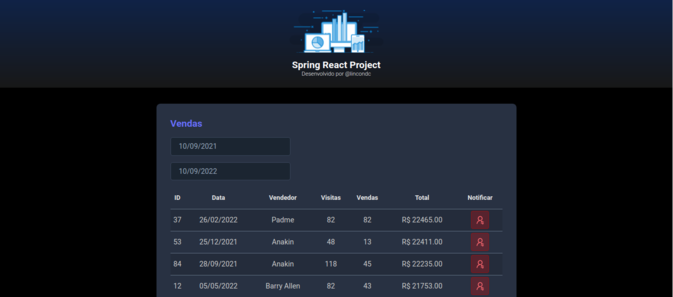 Spring React Project
Desenvolvido por @lincondc
Vendas
10/09/2021
10/09/2022
ID Data Vendedor Visitas Vendas Total Notificar
37 26/02/2022 Padme 82 82 R$ 22465.00
53 25/12/2021 Anakin 48 13 R$ 22411.00
84 28/09/2021 Anakin 118 45 R$ 22235.00
12 05/05/2022 Barry Allen 82 43 R$ 21753.00